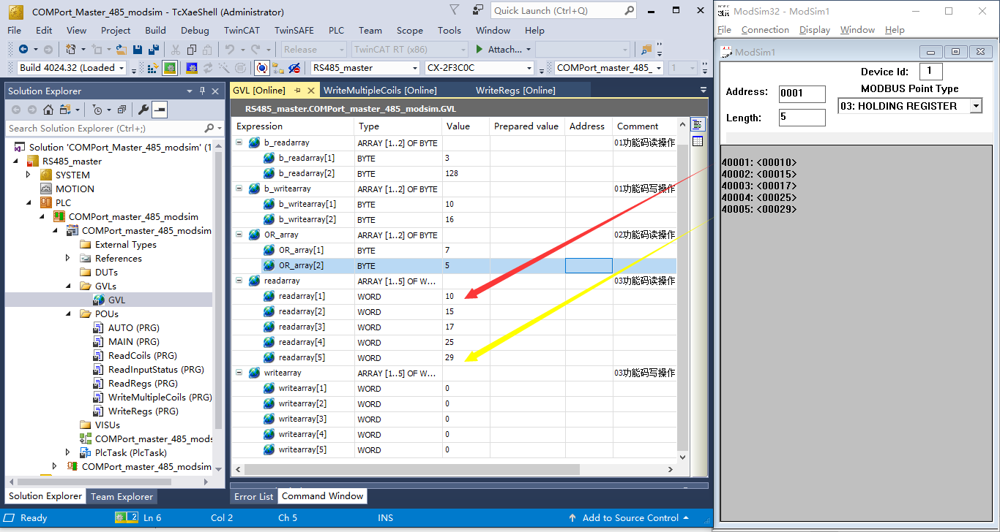 COMPort_Master_485_modsim - TcXaeShell (Administrator)
Quick Launch (Ctrl+Q)
File Edit View Project Build Debug TwinCAT TwinSAFE PLC Team Scope Tools Window Help
Release TwinCAT RT (x86) Attach...
Build 4024.32 (Loaded RS485_master CX-2F3C0C COMPort_master_485_ 1
Solution Explorer
Search Solution Explorer (Ctrl+;)
Solution 'COMPort_Master_485_modsim' (1
RS485_master
SYSTEM
MOTION
PLC
COMPort_master_485_modsim
COMPort_master_485_modsim
External Types
References
DUTs
GVLs
GVL
POUs
AUTO (PRG)
MAIN (PRG)
ReadCoils (PRG)
ReadInputStatus (PRG)
ReadRegs (PRG)
WriteMultipleCoils (PRG)
WriteRegs (PRG)
VISUs
COMPort_master_485_mods
PlcTask (PlcTask)
COMPort_master_485_modsim
Solution Explorer Team Explorer
GVL [Online] WriteMultipleCoils [Online] WriteRegs [Online]
RS485_master.COMPort_master_485_modsim.GVL
Expression Type Value Prepared value Address Comment
b_readarray ARRAY [1..2] OF BYTE 01功能码读操作
b_readarray[1] BYTE 3
b_readarray[2] BYTE 128
b_writearray ARRAY [1..2] OF BYTE 01功能码写操作
b_writearray[1] BYTE 10
b_writearray[2] BYTE 16
OR_array ARRAY [1..2] OF BYTE 02功能码读操作
OR_array[1] BYTE 7
OR_array[2] BYTE 5
readarray ARRAY [1..5] OF W... 03功能码读操作
readarray[1] WORD 10
readarray[2] WORD 15
readarray[3] WORD 17
readarray[4] WORD 25
readarray[5] WORD 29
writearray ARRAY [1..5] OF W... 03功能码写操作
writearray[1] WORD 0
writearray[2] WORD 0
writearray[3] WORD 0
writearray[4] WORD 0
writearray[5] WORD 0
Error List Command Window
Ready 2 Ln 6 Col 2 Ch 5 INS Add to Source Control
ModSim32 - ModSim1
File Connection Display Window Help
ModSim1
Device Id: 1
Address: 0001
MODBUS Point Type
Length: 5
03: HOLDING REGISTER
40001: <00010>
40002: <00015>
40003: <00017>
40004: <00025>
40005: <00029>